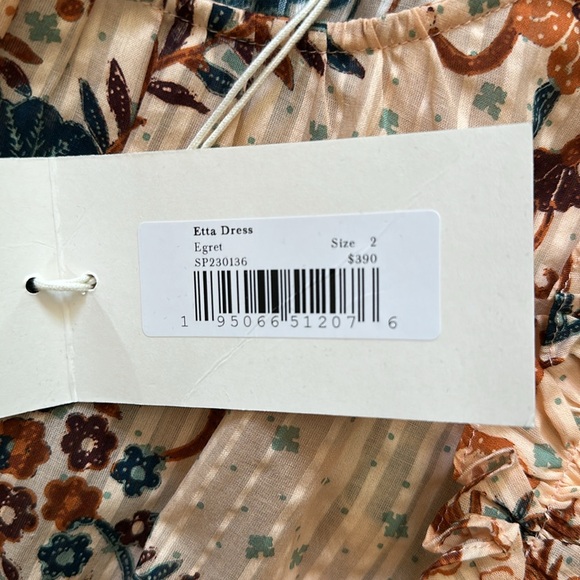 Etta Dress
Egret Size 2
SP230136 $390
1 95066 51207 6